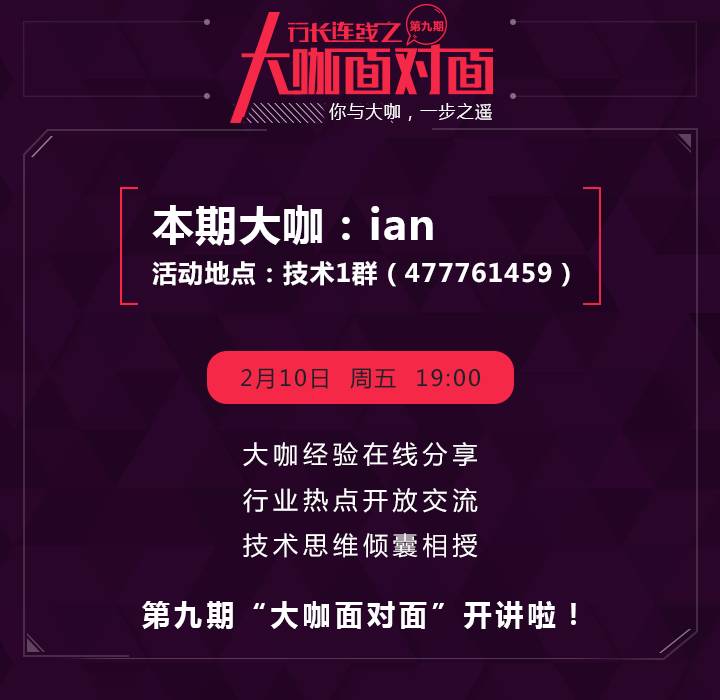 行长连线之
第九期
大咖面对面
你与大咖，一步之遥
本期大咖：ian
活动地点：技术1群（477761459）
2月10日 周五 19:00
大咖经验在线分享
行业热点开放交流
技术思维倾囊相授
第九期“大咖面对面”开讲啦！